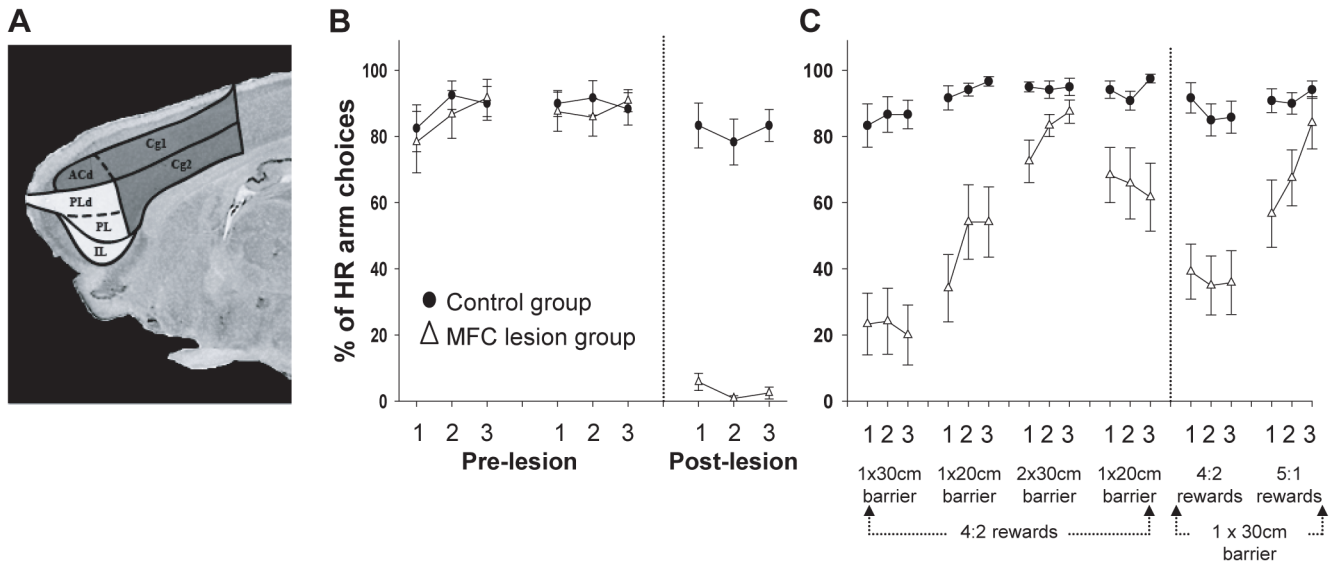 A
Cg1
Cg2
ACd
PLd
PL
IL
B
% of HR arm choices
100
80
60
40
20
0
Control group
MFC lesion group
1 2 3 1 2 3 1 2 3
Pre-lesion Post-lesion
C
100
80
60
40
20
0
1 2 3 1 2 3 1 2 3 1 2 3 1 2 3 1 2 3
1x30cm 1x20cm 2x30cm 1x20cm 4:2 5:1
barrier barrier barrier barrier rewards rewards
4:2 rewards 1 x 30cm
barrier